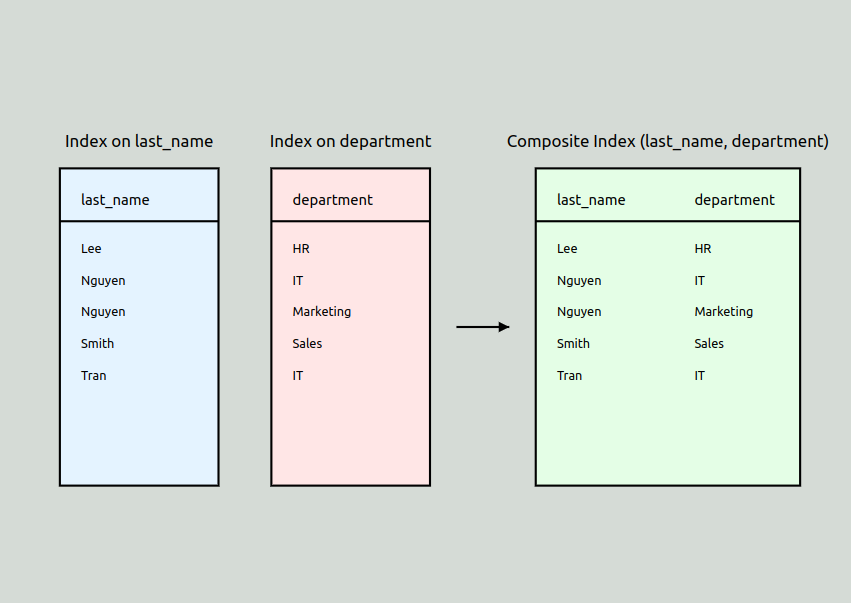 Index on last_name
last_name
Lee
Nguyen
Nguyen
Smith
Tran
Index on department
department
HR
IT
Marketing
Sales
IT
Composite Index (last_name, department)
last_name department
Lee HR
Nguyen IT
Nguyen Marketing
Smith Sales
Tran IT